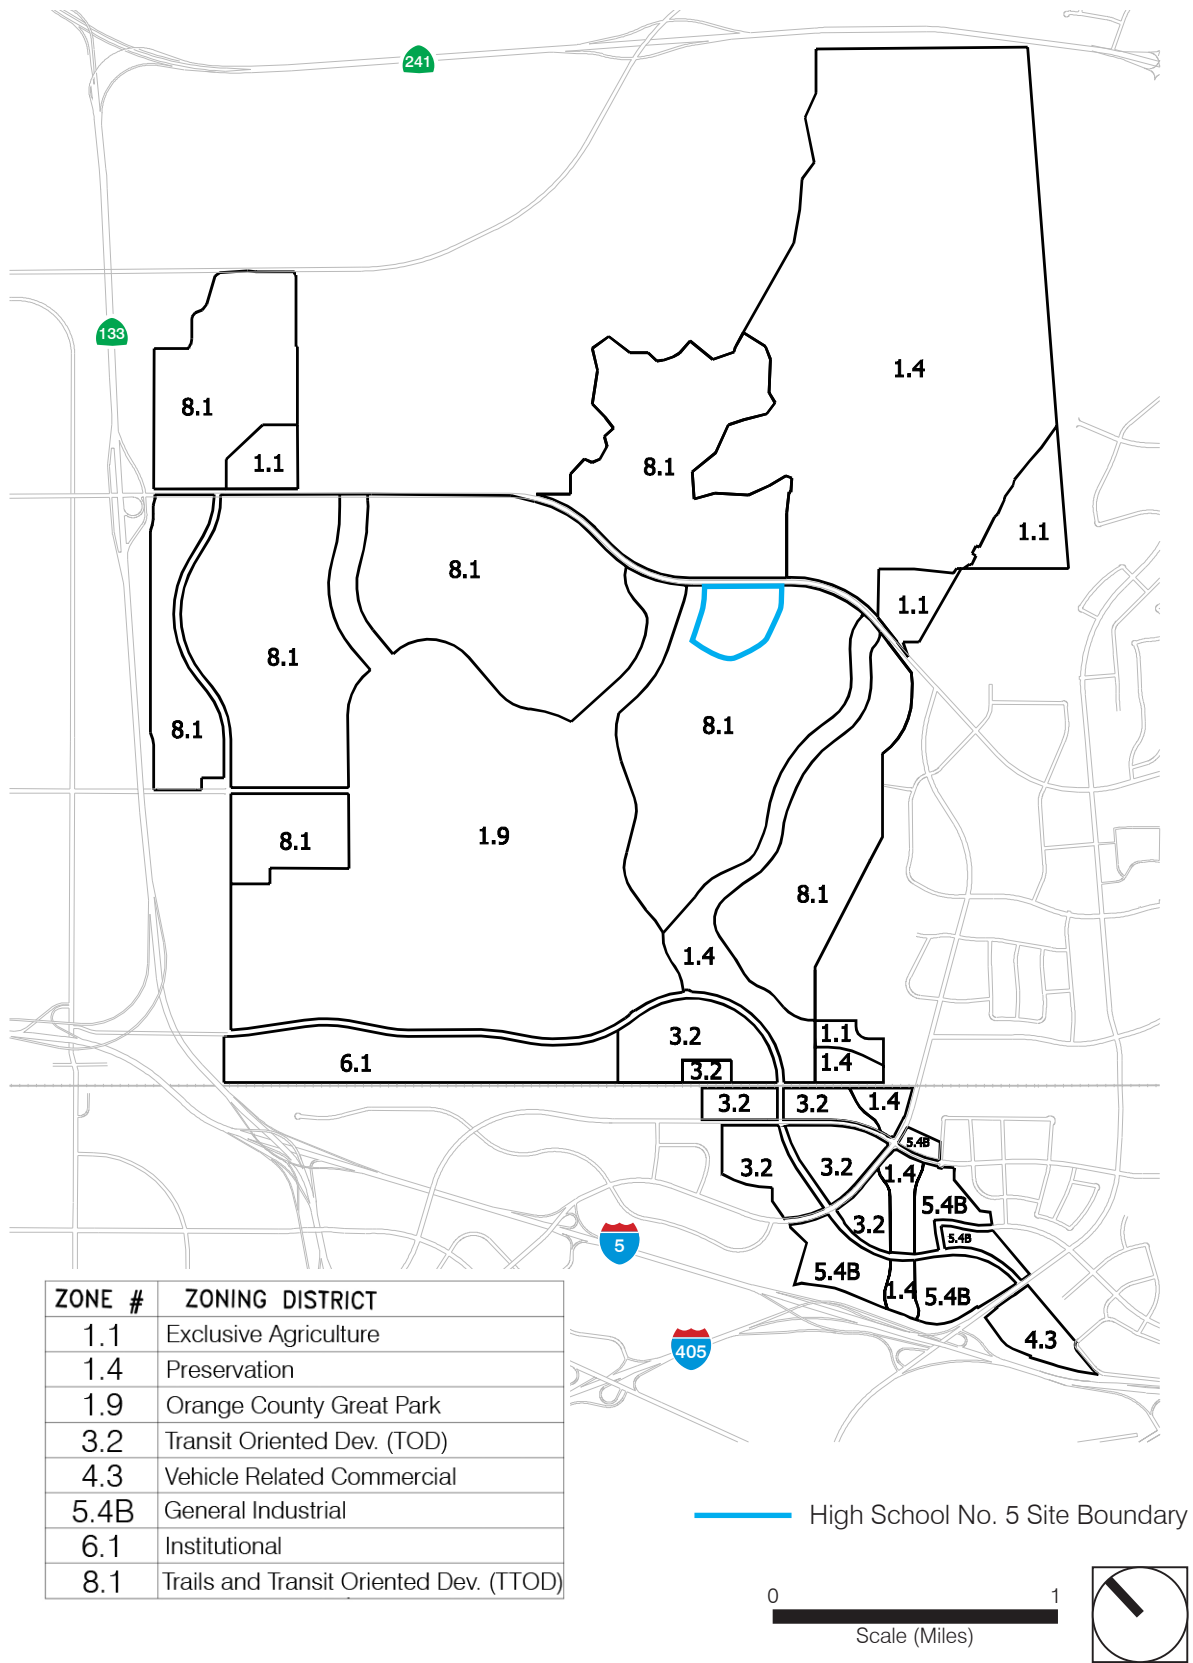 241
133
1.4
8.1
1.1
8.1
1.1
8.1
1.1
8.1
8.1
8.1
8.1
1.9
8.1
1.4
3.2
1.1
6.1
3.2
1.4
3.2
3.2
1.4
5.4B
3.2
3.2
1.4
5.4B
3.2
5.4B
5
5.4B
1.4
5.4B
405
4.3
ZONE # ZONING DISTRICT
1.1 Exclusive Agriculture
1.4 Preservation
1.9 Orange County Great Park
3.2 Transit Oriented Dev. (TOD)
4.3 Vehicle Related Commercial
5.4B General Industrial
6.1 Institutional
8.1 Trails and Transit Oriented Dev. (TTOD)
High School No. 5 Site Boundary
0 1
Scale (Miles)